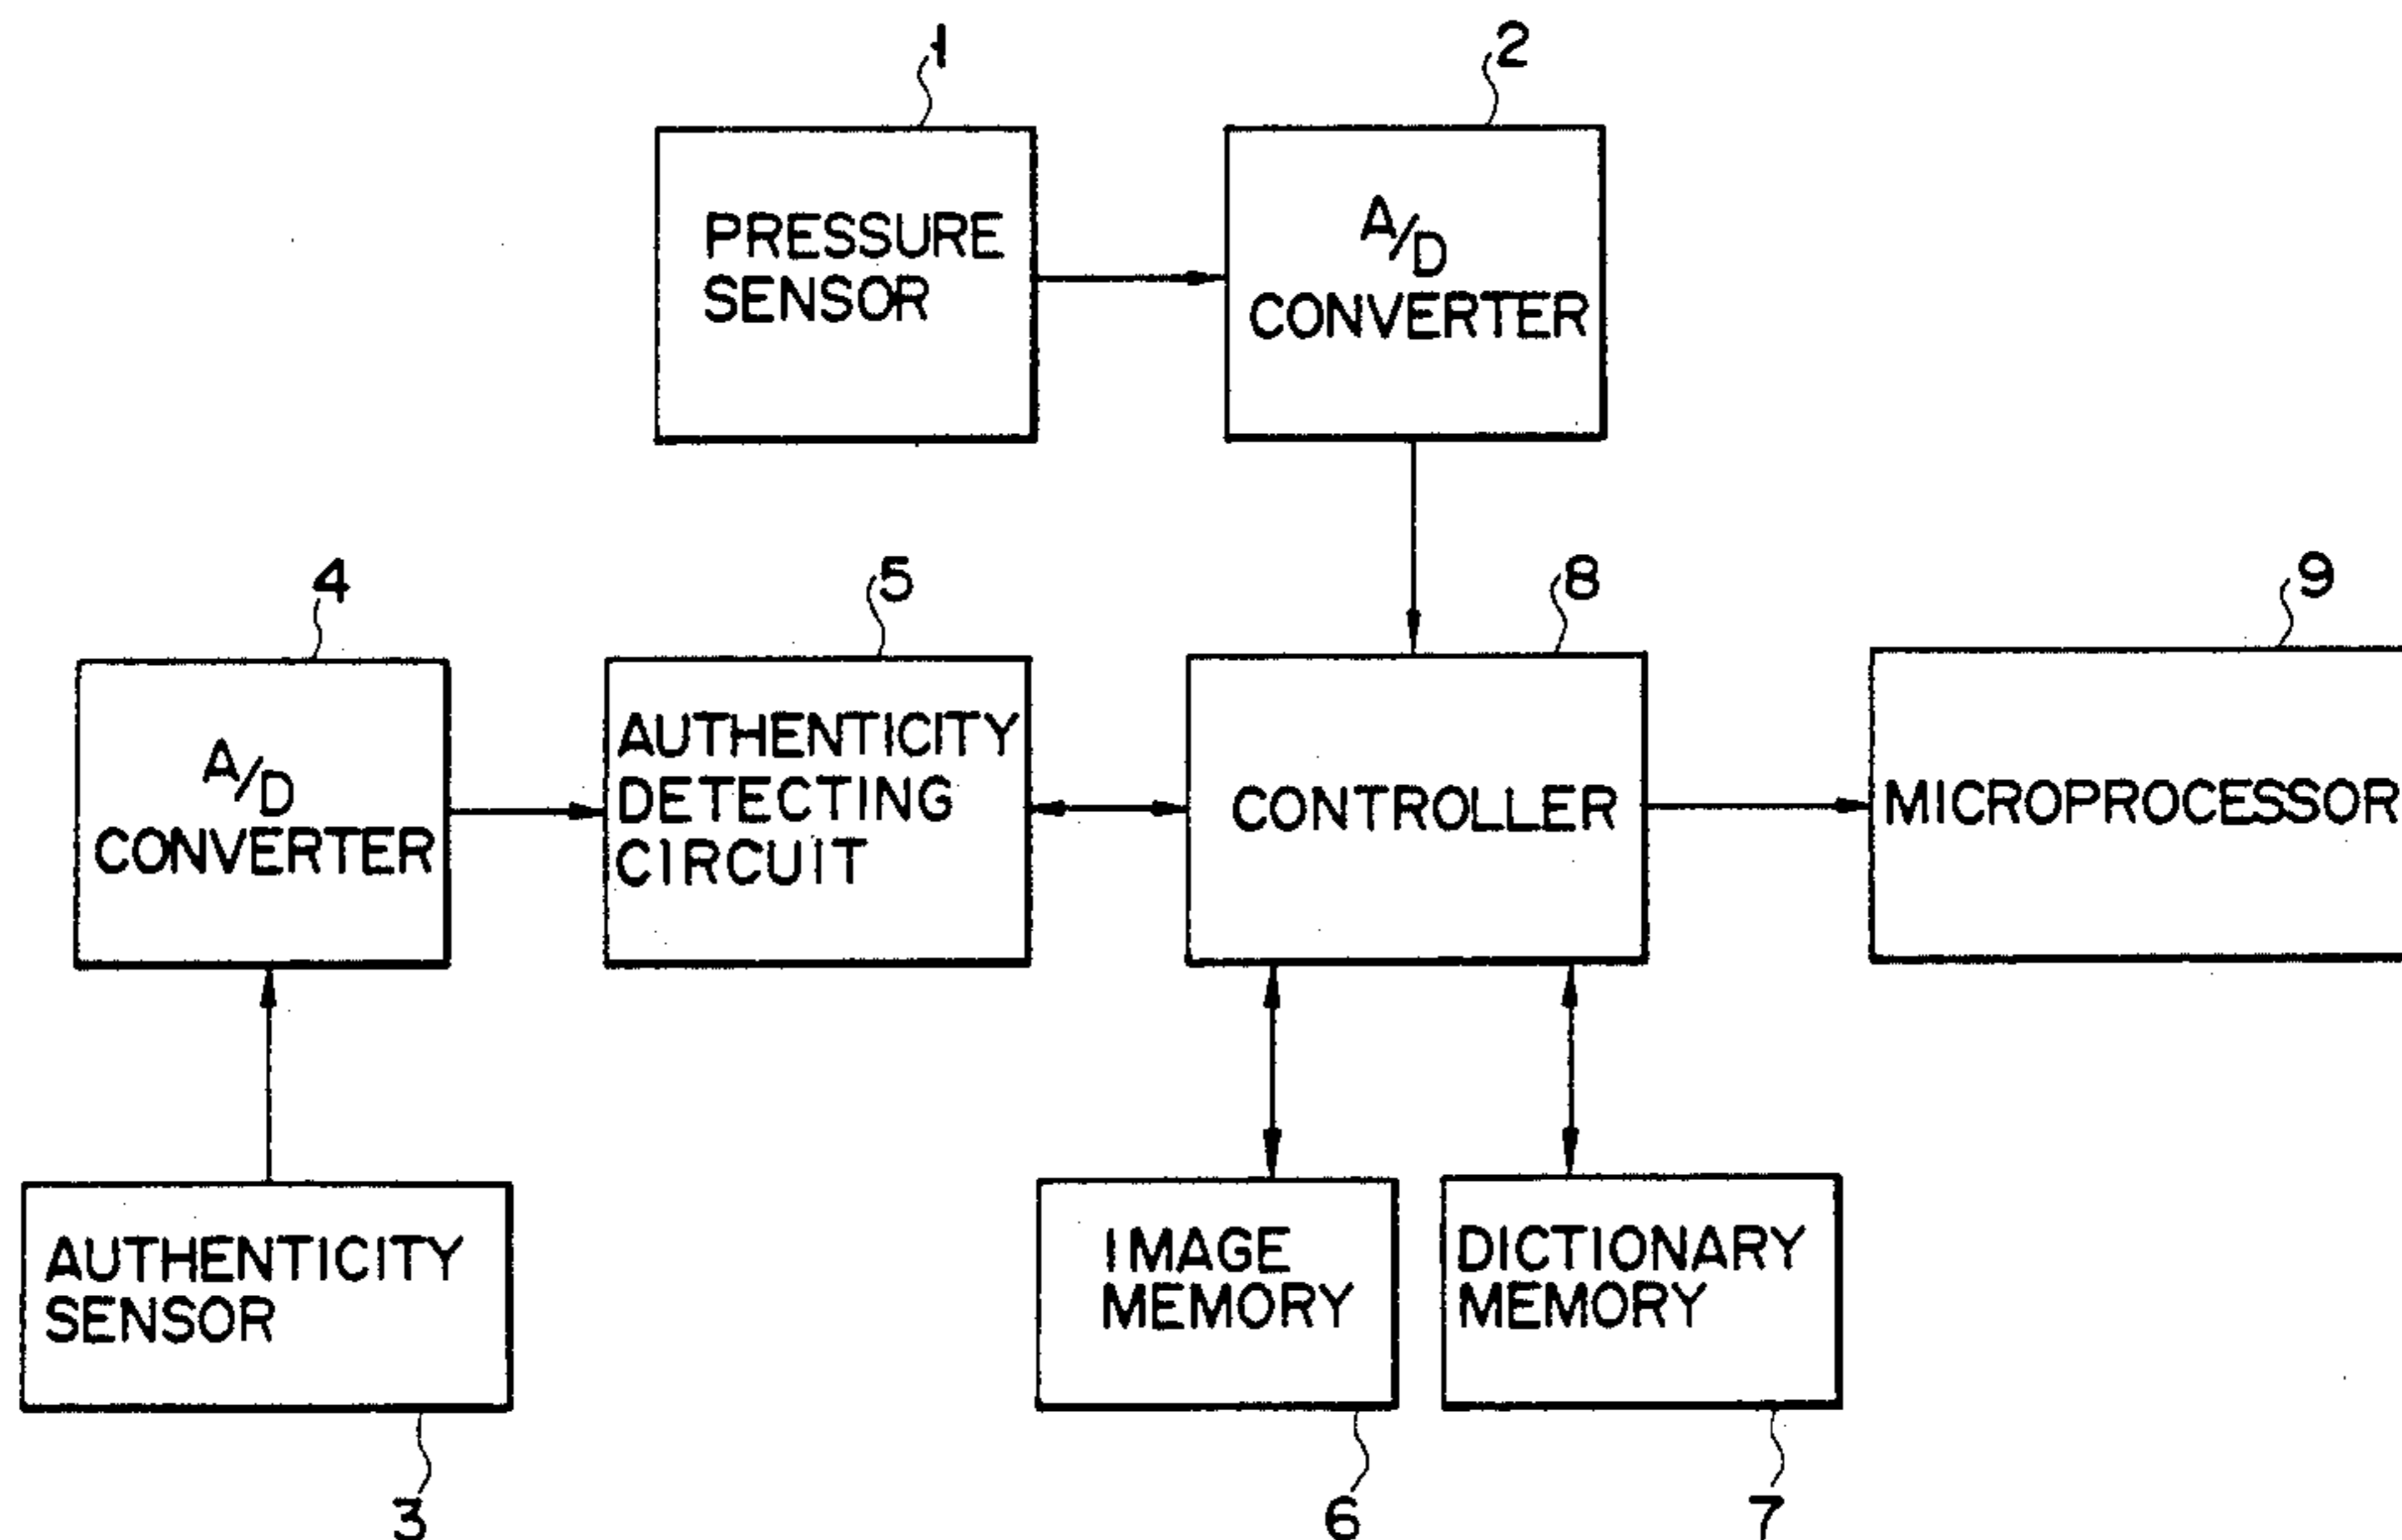 1
2
PRESSURE
SENSOR
A/D
CONVERTER
4
5
8
9
A/D
CONVERTER
AUTHENTICITY
DETECTING
CIRCUIT
CONTROLLER
MICROPROCESSOR
AUTHENTICITY
SENSOR
IMAGE
MEMORY
DICTIONARY
MEMORY
3
6
7